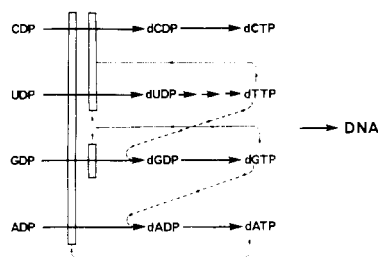 CDP dCDP dCTP
UDP dUDP dTTP
DNA
GDP dGDP dGTP
ADP dADP dATP